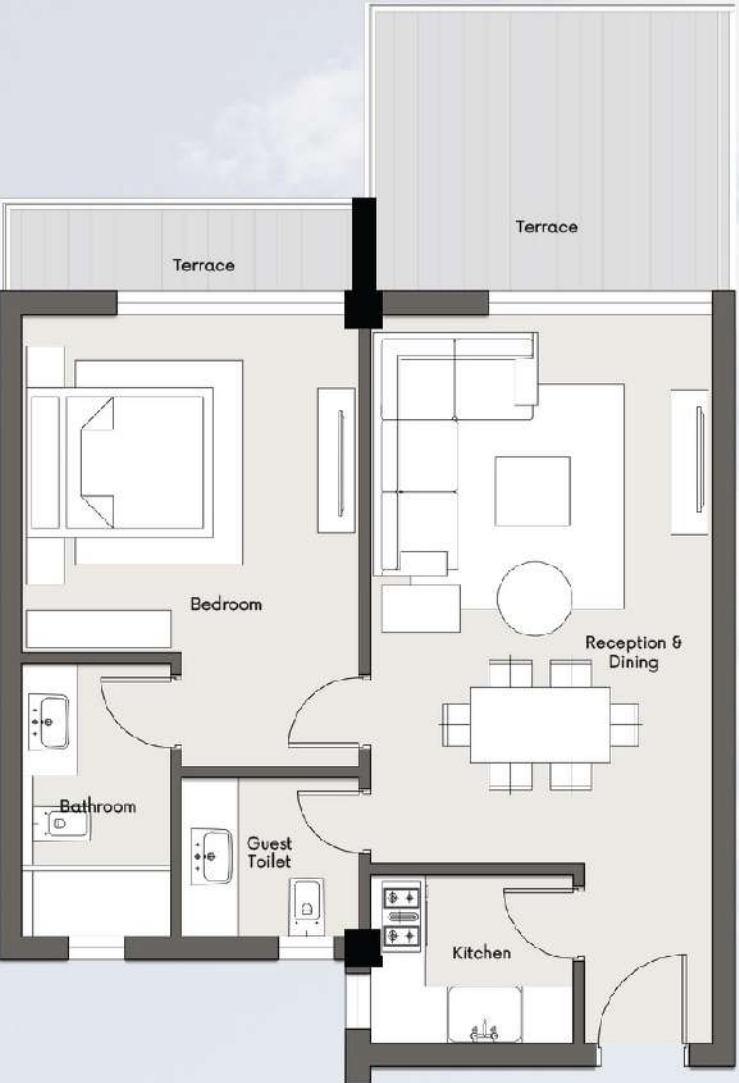 Terrace
Terrace
Bedroom
Reception &
Dining
Bathroom
Guest
Toilet
Kitchen